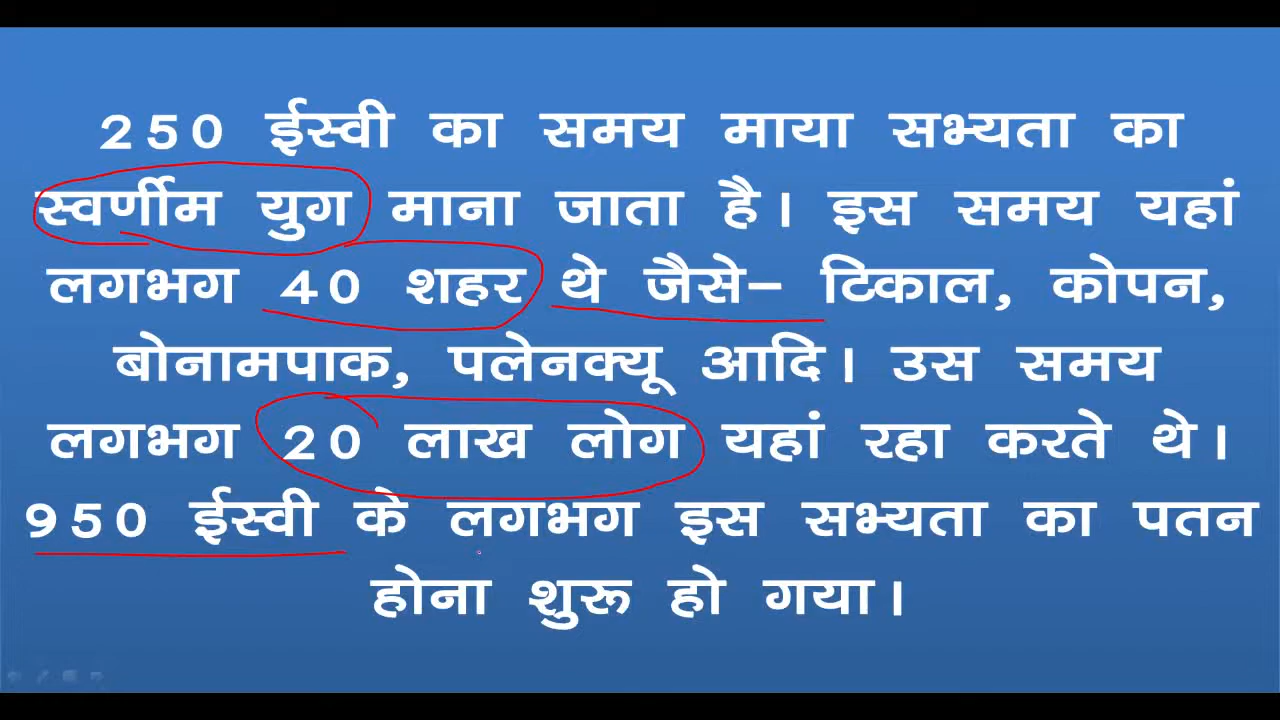 250 ईस्वी का समय माया सभ्यता का
स्वर्णीम युग माना जाता है। इस समय यहां
लगभग 40 शहर थे जैसे– टिकाल, कोपन,
बोनामपाक, पलेनक्यू आदि। उस समय
लगभग 20 लाख लोग यहां रहा करते थे।
950 ईस्वी के लगभग इस सभ्यता का पतन
होना शुरू हो गया।